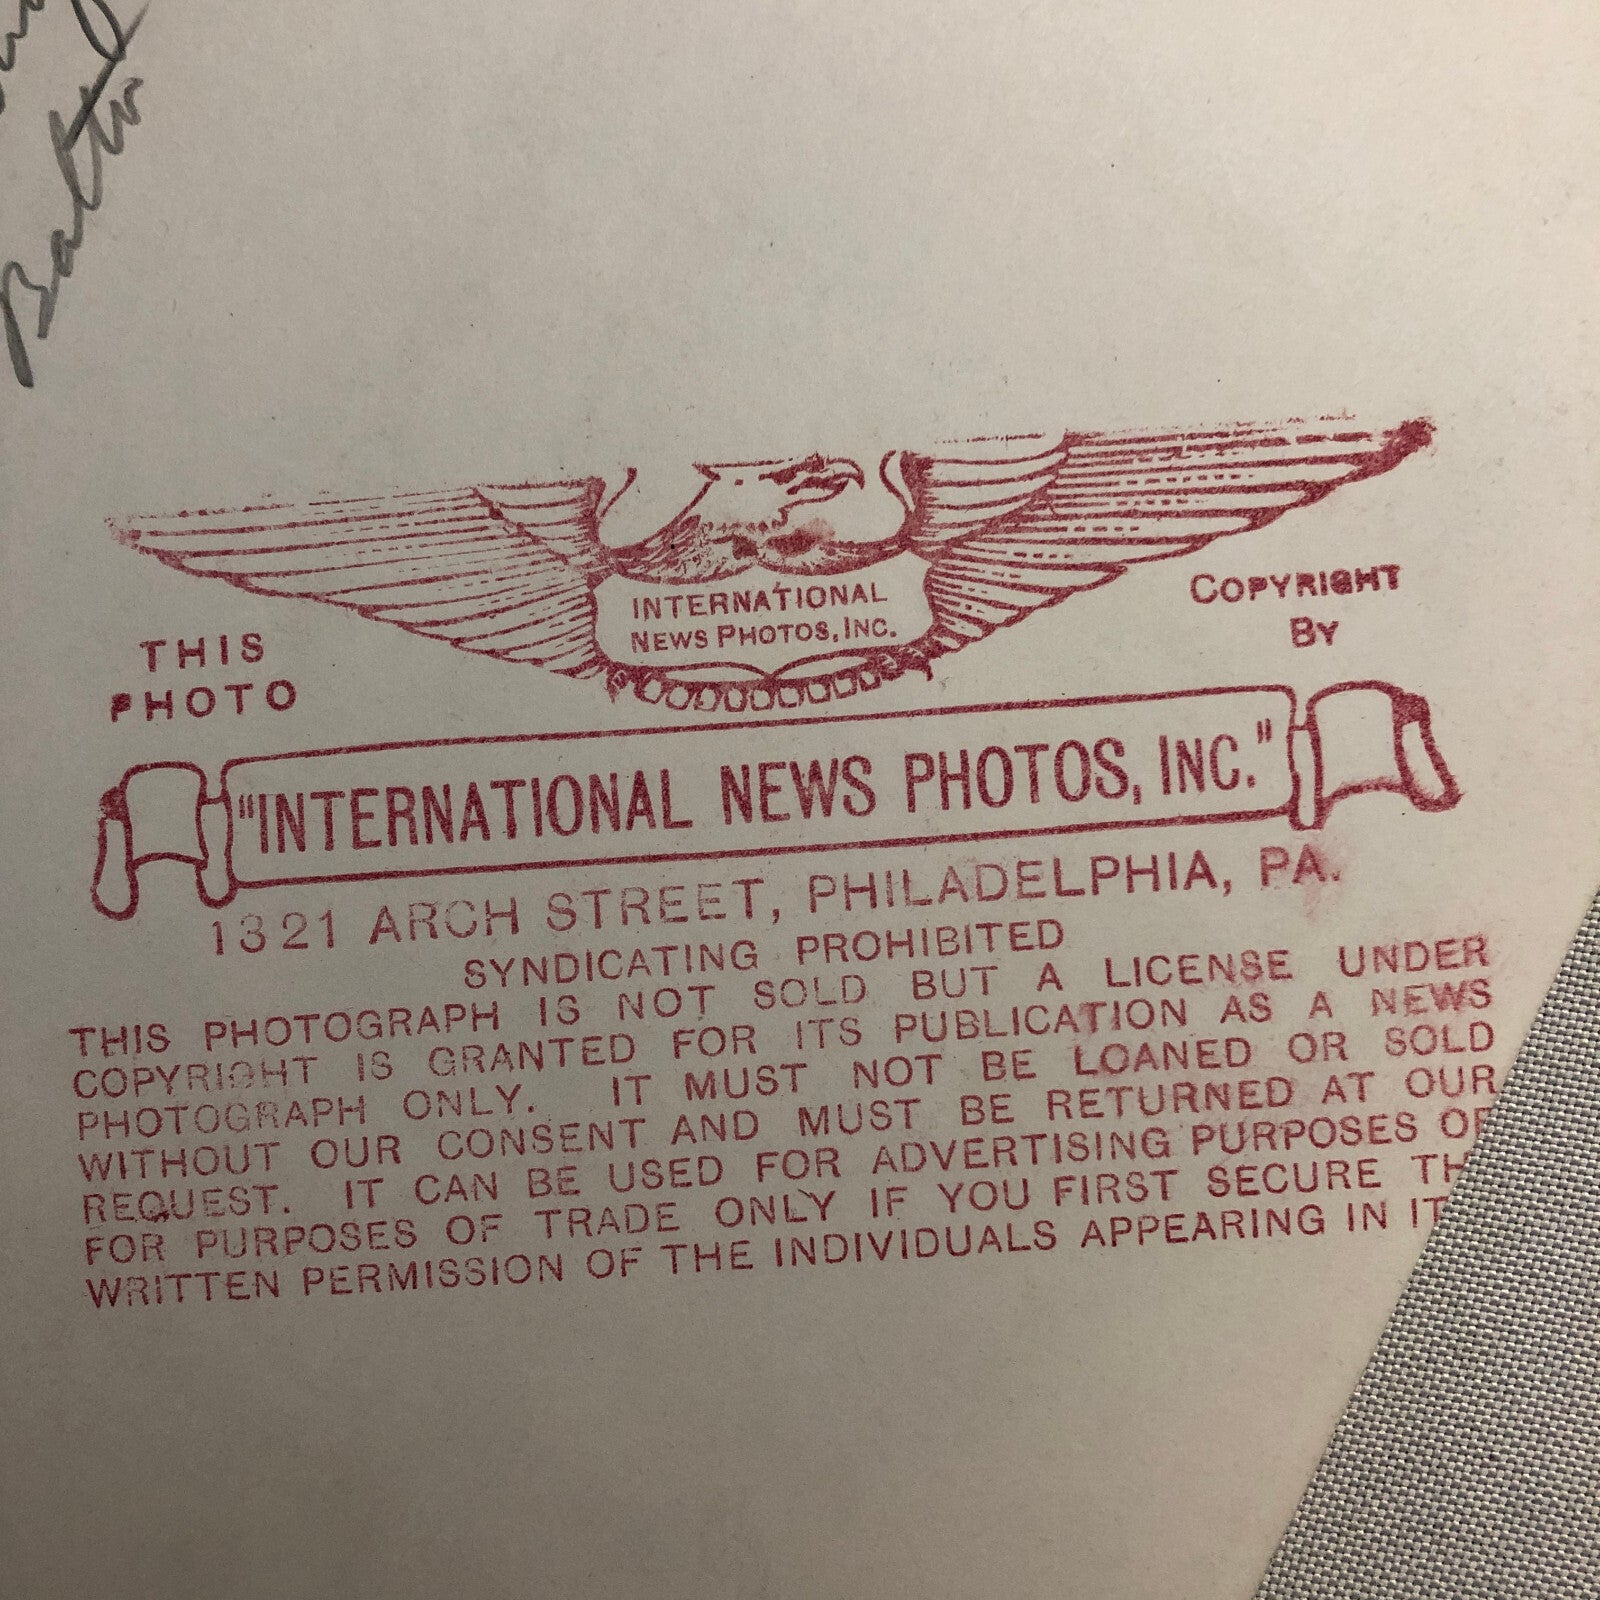 Balto
INTERNATIONAL
NEWS PHOTOS, INC.
THIS
PHOTO
COPYRIGHT
BY
"INTERNATIONAL NEWS PHOTOS, INC."
1321 ARCH STREET, PHILADELPHIA, PA.
SYNDICATING PROHIBITED
THIS PHOTOGRAPH IS NOT SOLD BUT A LICENSE UNDER
COPYRIGHT IS GRANTED FOR ITS PUBLICATION AS A NEWS
PHOTOGRAPH ONLY. IT MUST NOT BE LOANED OR SOLD
WITHOUT OUR CONSENT AND MUST BE RETURNED AT OUR
REQUEST. IT CAN BE USED FOR ADVERTISING PURPOSES OF
FOR PURPOSES OF TRADE ONLY IF YOU FIRST SECURE TH
WRITTEN PERMISSION OF THE INDIVIDUALS APPEARING IN IT